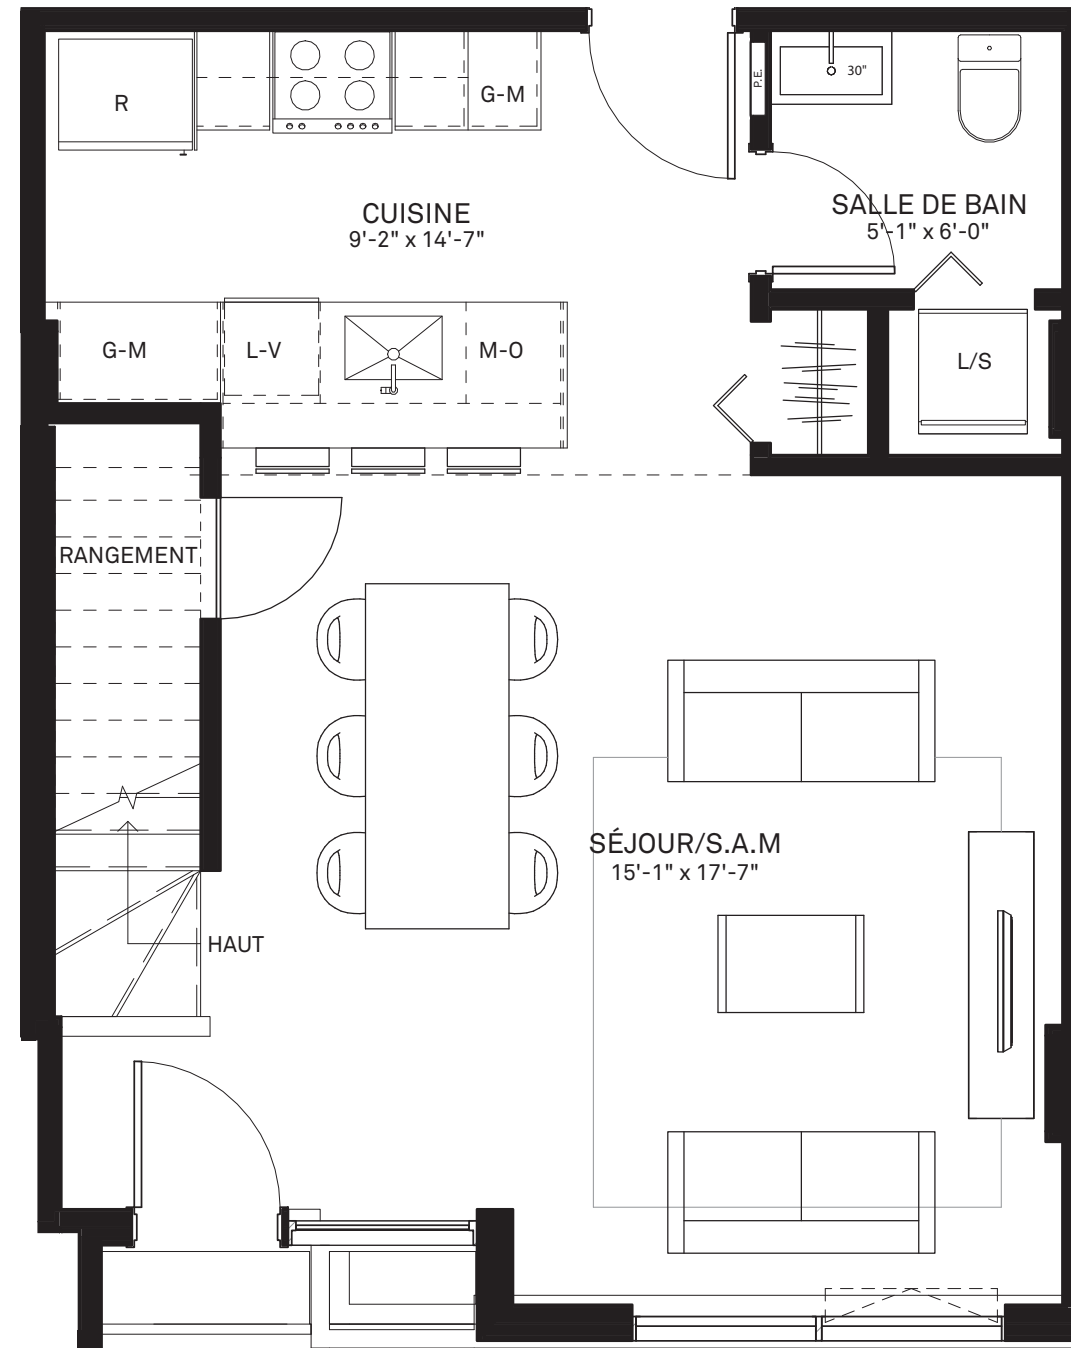 R
G-M
P.E.
30"
CUISINE
9'-2" x 14'-7"
SALLE DE BAIN
5'-1" x 6'-0"
G-M
L-V
M-O
L/S
RANGEMENT
SÉJOUR/S.A.M
15'-1" x 17'-7"
HAUT